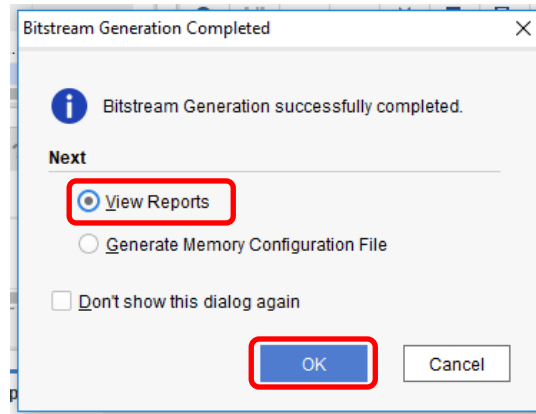 Bitstream Generation Completed
Bitstream Generation successfully completed.
Next
View Reports
Generate Memory Configuration File
Don't show this dialog again
OK
Cancel